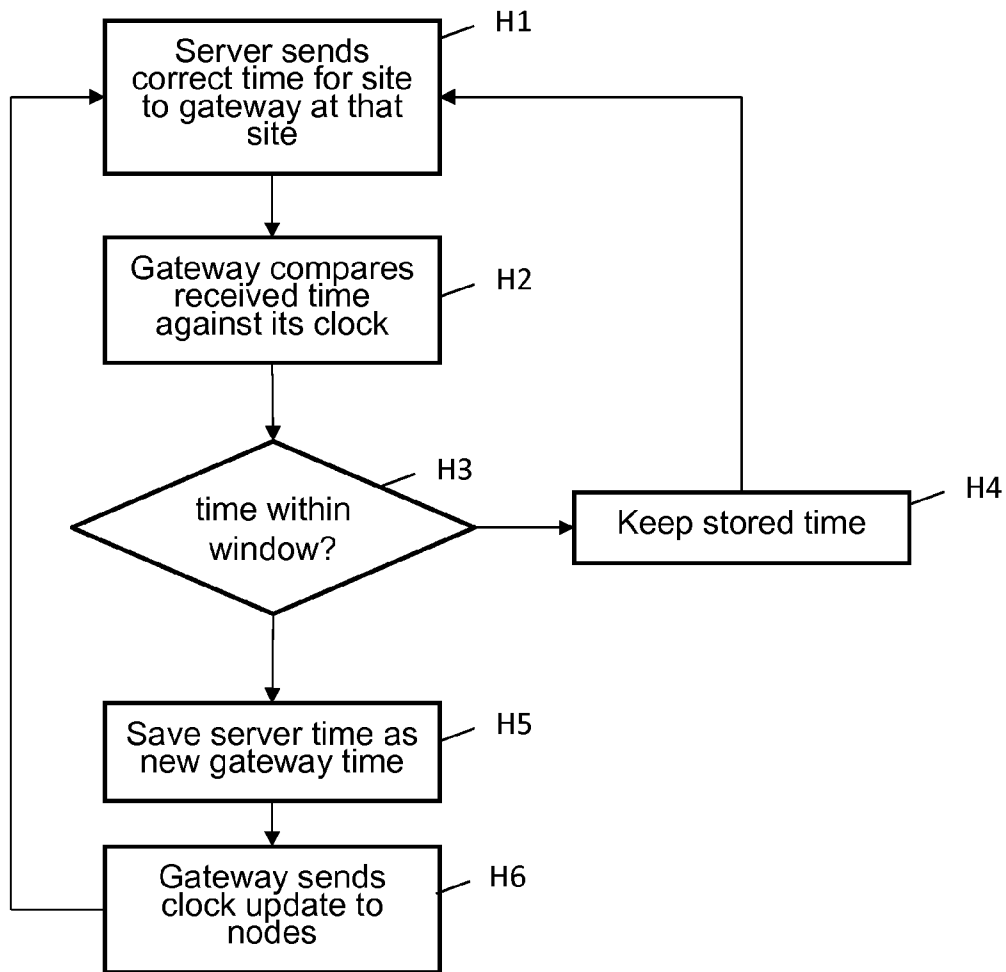 H1
Server sends
correct time for site
to gateway at that
site
Gateway compares
received time
against its clock
H2
H3
time within
window?
H4
Keep stored time
Save server time as
new gateway time
H5
Gateway sends
clock update to
nodes
H6